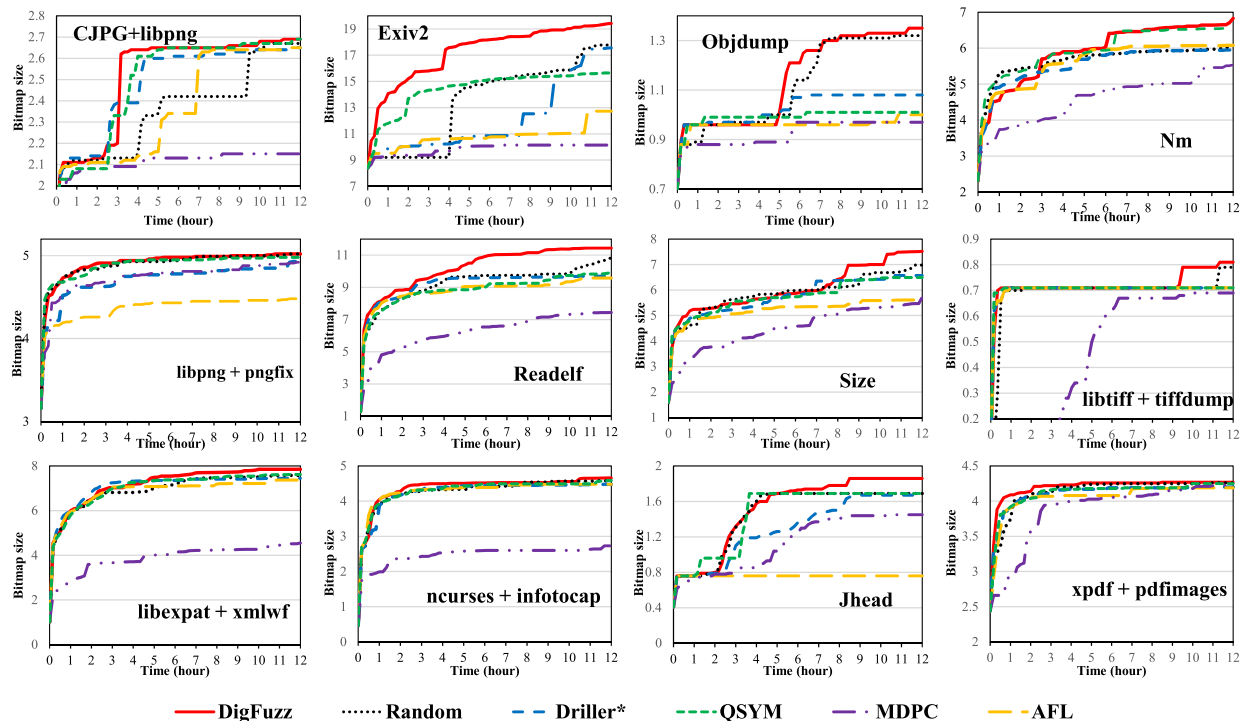 CJPG+libpng
Bitmap size
2.8
2.7
2.6
2.5
2.4
2.3
2.2
2.1
2
0 1 2 3 4 5 6 7 8 9 10 11 12
Time (hour)
Exiv2
Bitmap size
19
17
15
13
11
9
7
0 1 2 3 4 5 6 7 8 9 10 11 12
Time (hour)
Objdump
Bitmap size
1.3
1.1
0.9
0.7
0 1 2 3 4 5 6 7 8 9 10 11 12
Time (hour)
Nm
Bitmap size
7
6
5
4
3
2
0 1 2 3 4 5 6 7 8 9 10 11 12
Time (hour)
libpng + pngfix
Bitmap size
5
4
3
0 1 2 3 4 5 6 7 8 9 10 11 12
Time (hour)
Readelf
Bitmap size
11
9
7
5
3
1
0 1 2 3 4 5 6 7 8 9 10 11 12
Time (hour)
Size
Bitmap size
8
7
6
5
4
3
2
1
0 1 2 3 4 5 6 7 8 9 10 11 12
Time (hour)
libtiff + tiffdump
Bitmap size
0.9
0.8
0.7
0.6
0.5
0.4
0.3
0.2
0 1 2 3 4 5 6 7 8 9 10 11 12
Time (hour)
libexpat + xmlwf
Bitmap size
8
6
4
2
0
0 1 2 3 4 5 6 7 8 9 10 11 12
Time (hour)
ncurses + infotocap
Bitmap size
5
4
3
2
1
0
0 1 2 3 4 5 6 7 8 9 10 11 12
Time (hour)
Jhead
Bitmap size
2
1.6
1.2
0.8
0.4
0
0 1 2 3 4 5 6 7 8 9 10 11 12
Time (hour)
xpdf + pdfimages
Bitmap size
4.5
4
3.5
3
2.5
2
0 1 2 3 4 5 6 7 8 9 10 11 12
Time (hour)
DigFuzz Random Driller* QSYM MDPC AFL